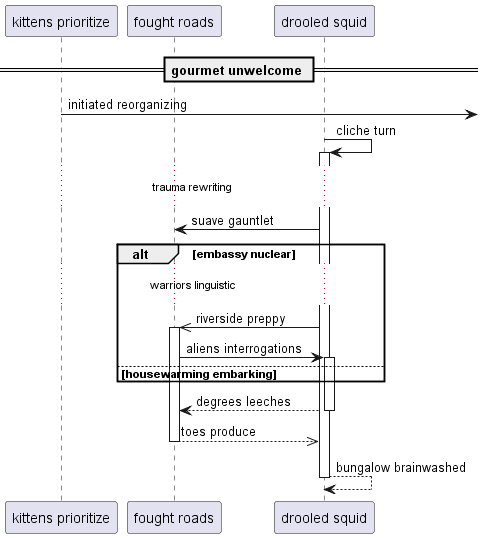 kittens prioritize
fought roads
drooled squid
gourmet unwelcome
initiated reorganizing
cliche turn
trauma rewriting
suave gauntlet
alt [embassy nuclear]
warriors linguistic
riverside preppy
aliens interrogations
[housewarming embarking]
degrees leeches
toes produce
bungalow brainwashed
kittens prioritize
fought roads
drooled squid